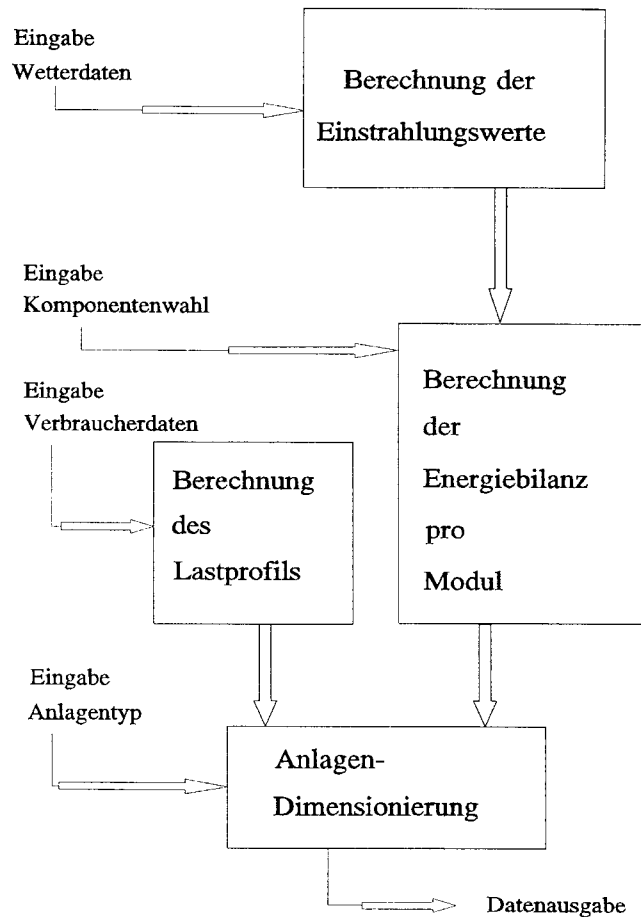 Eingabe
Wetterdaten
Berechnung der
Einstrahlungswerte
Eingabe
Komponentenwahl
Berechnung
der
Energiebilanz
pro
Modul
Eingabe
Verbraucherdaten
Berechnung
des
Lastprofils
Eingabe
Anlagentyp
Anlagen-
Dimensionierung
Datenausgabe